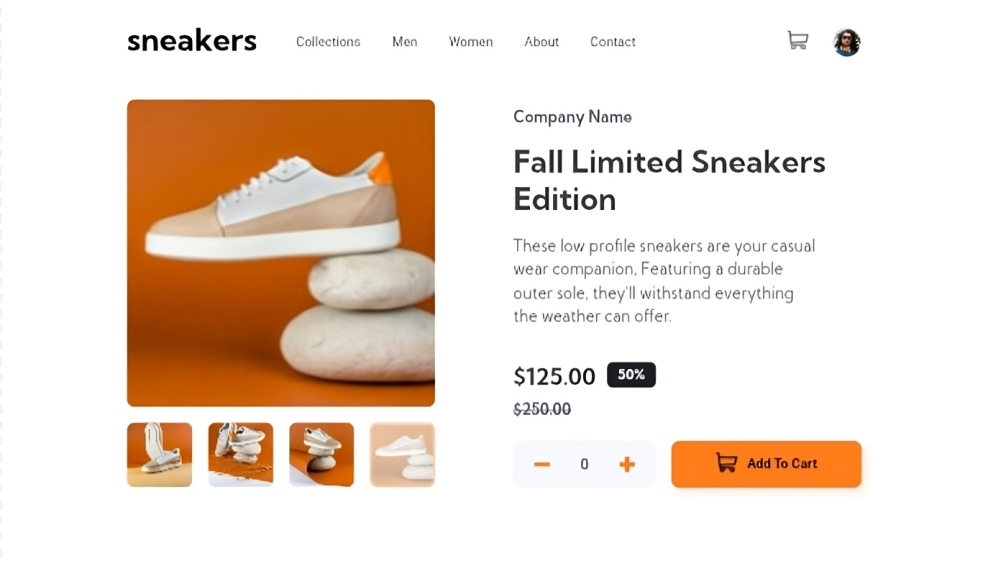 sneakers Collections Men Women About Contact
Company Name
Fall Limited Sneakers
Edition
These low profile sneakers are your casual
wear companion, Featuring a durable
outer sole, they'll withstand everything
the weather can offer.
$125.00 50%
$250.00
0 Add To Cart